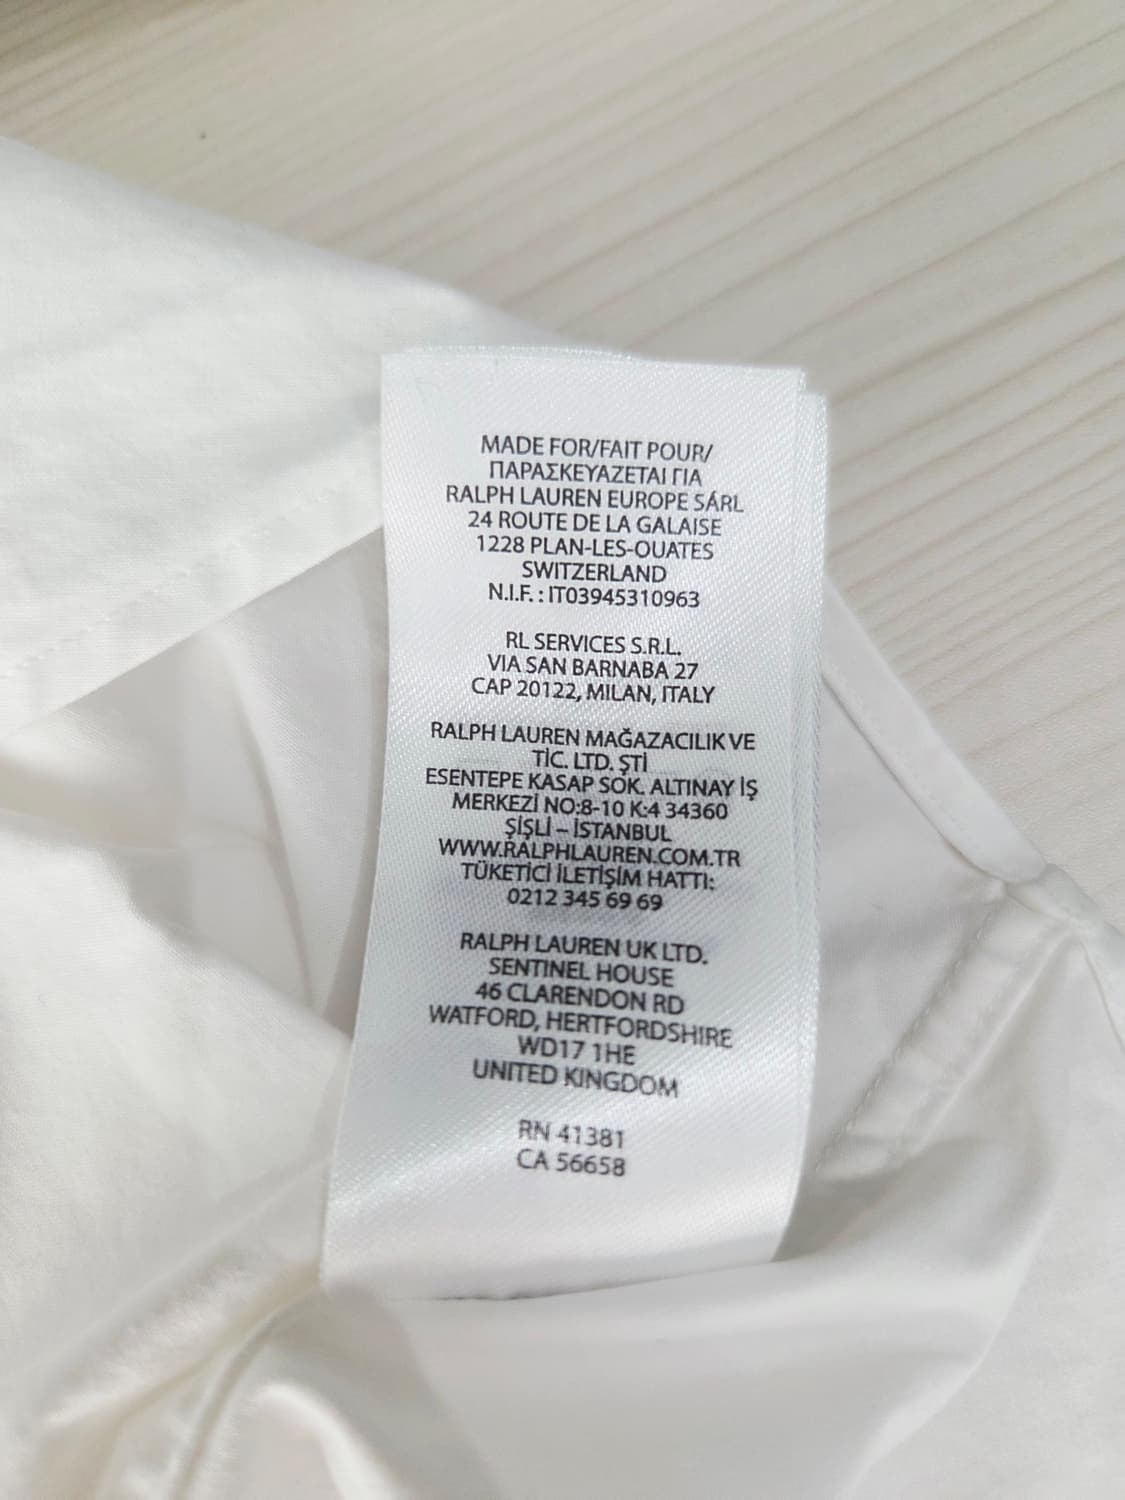 MADE FOR/FAIT POUR/
ΠΑΡΑΣΚΕΥΑΖΕΤΑΙ ΓΙΑ
RALPH LAUREN EUROPE SÁRL
24 ROUTE DE LA GALAISE
1228 PLAN-LES-OUATES
SWITZERLAND
N.I.F. : IT03945310963
RL SERVICES S.R.L.
VIA SAN BARNABA 27
CAP 20122, MILAN, ITALY
RALPH LAUREN MAĞAZACILIK VE
TİC. LTD. ŞTİ
ESENTEPE KASAP SOK. ALTINAY İŞ
MERKEZİ NO:8-10 K:4 34360
ŞİŞLİ – İSTANBUL
WWW.RALPHLAUREN.COM.TR
TÜKETİCİ İLETİŞİM HATTI:
0212 345 69 69
RALPH LAUREN UK LTD.
SENTINEL HOUSE
46 CLARENDON RD
WATFORD, HERTFORDSHIRE
WD17 1HE
UNITED KINGDOM
RN 41381
CA 56658